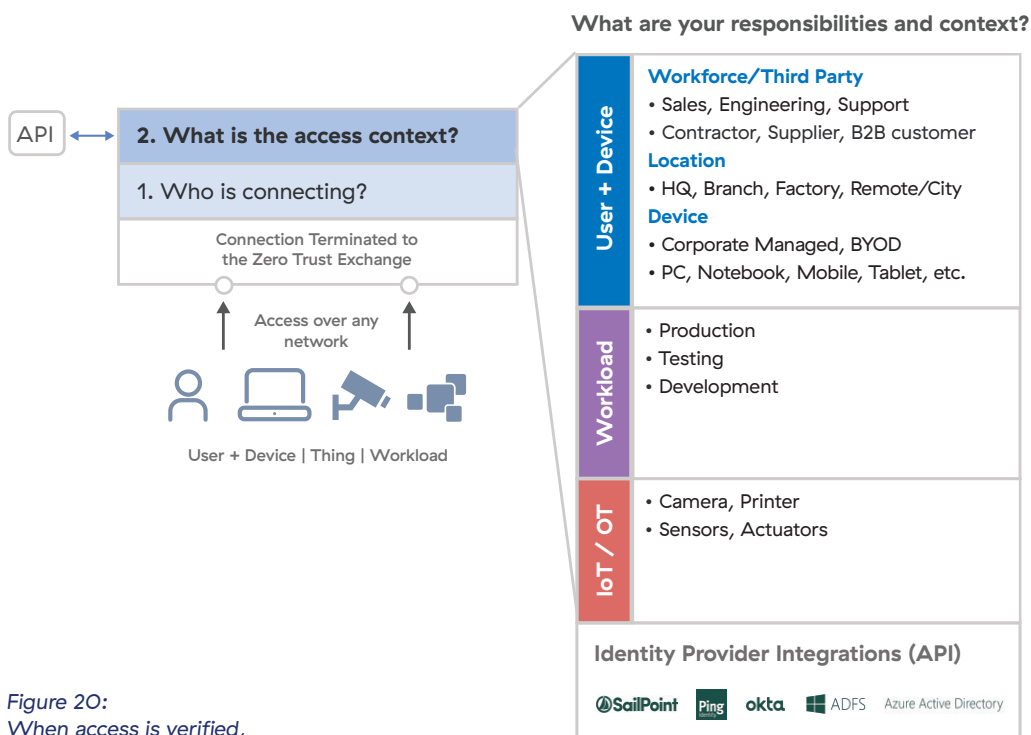 What are your responsibilities and context?
API
2. What is the access context?
1. Who is connecting?
Connection Terminated to
the Zero Trust Exchange
Access over any
network
User + Device | Thing | Workload
User + Device
Workforce/Third Party
• Sales, Engineering, Support
• Contractor, Supplier, B2B customer
Location
• HQ, Branch, Factory, Remote/City
Device
• Corporate Managed, BYOD
• PC, Notebook, Mobile, Tablet, etc.
Workload
• Production
• Testing
• Development
IoT / OT
• Camera, Printer
• Sensors, Actuators
Identity Provider Integrations (API)
SailPoint Ping Identity okta ADFS Azure Active Directory
Figure 20:
When access is verified,